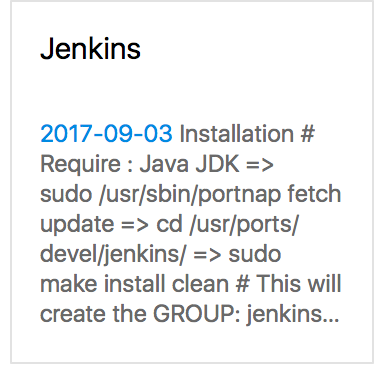 Jenkins
2017-09-03 Installation #
Require : Java JDK =>
sudo /usr/sbin/portnap fetch
update => cd /usr/ports/
devel/jenkins/ => sudo
make install clean # This will
create the GROUP: jenkins...